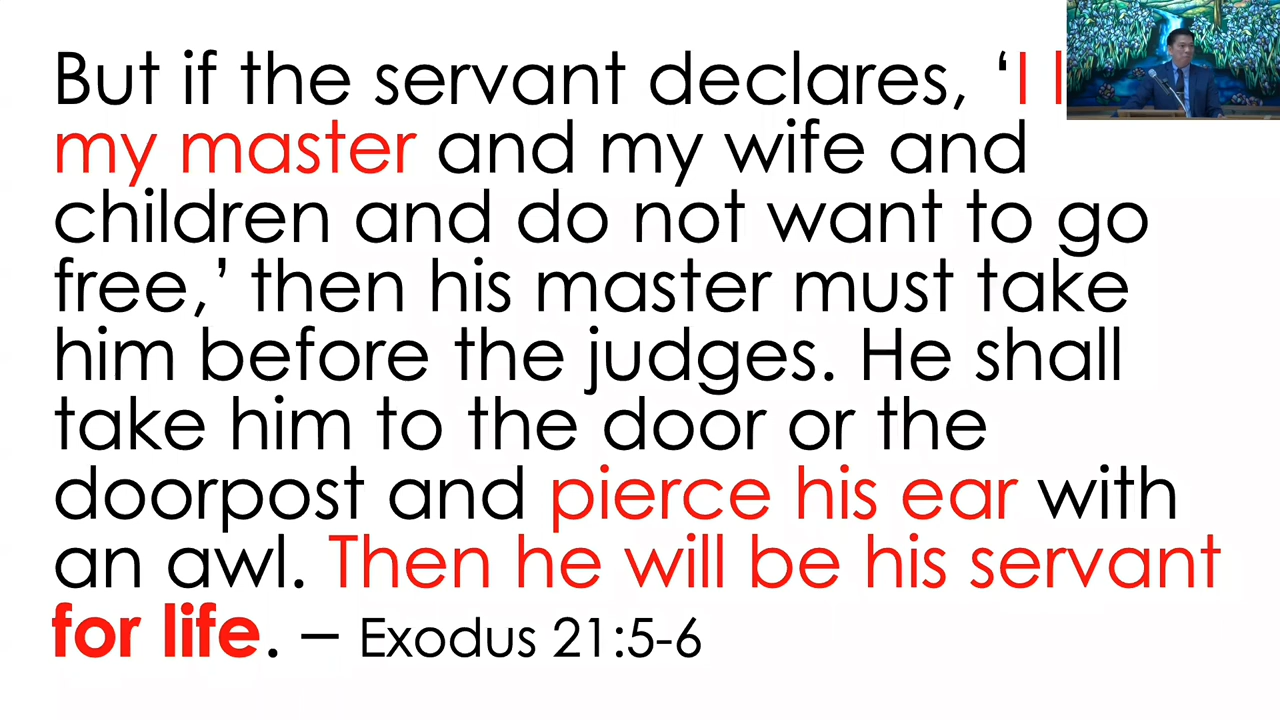 But if the servant declares, ‘I
my master and my wife and
children and do not want to go
free,’ then his master must take
him before the judges. He shall
take him to the door or the
doorpost and pierce his ear with
an awl. Then he will be his servant
for life. – Exodus 21:5-6